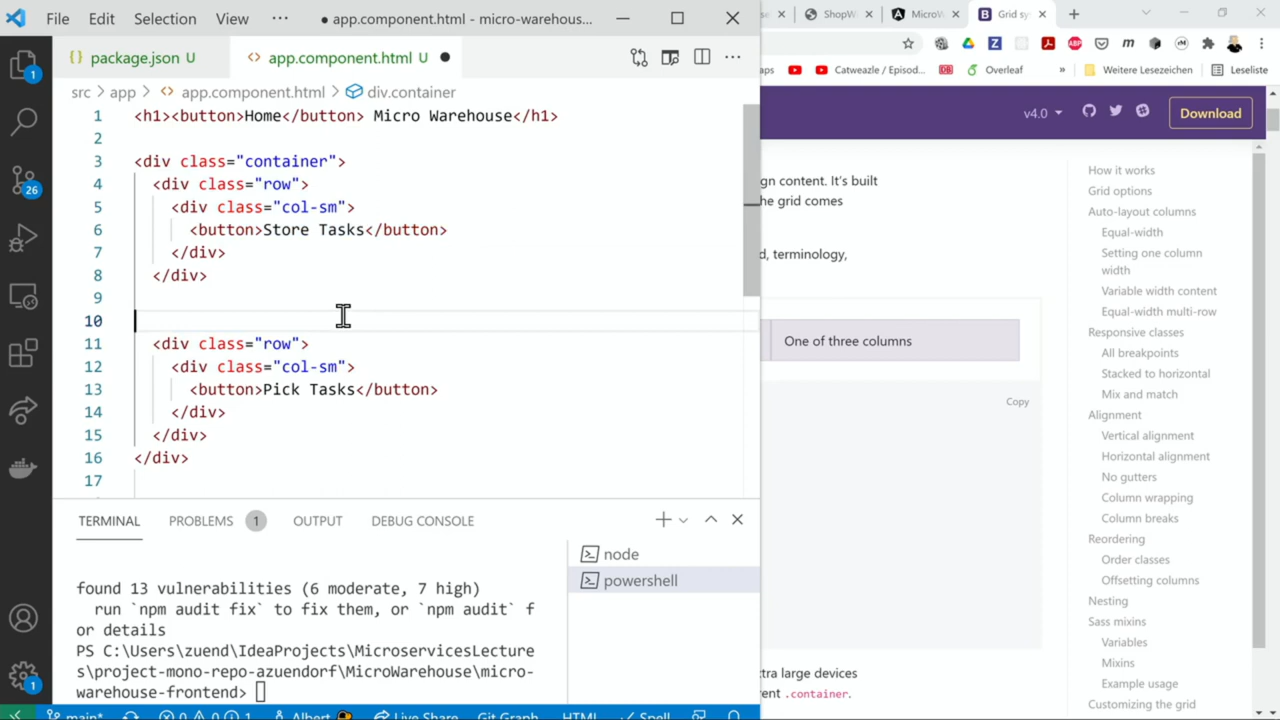 File Edit Selection View ··· ● app.component.html - micro-warehous...
ShopW
MicroW
Grid sy
package.json U
app.component.html U ●
aps
Catweazle / Episod...
Overleaf
»
Weitere Lesezeichen
Leseliste
src > app > app.component.html > div.container
1 <h1><button>Home</button> Micro Warehouse</h1>
2
3 <div class="container">
4 <div class="row">
5 <div class="col-sm">
6 <button>Store Tasks</button>
7 </div>
8 </div>
9
10
11 <div class="row">
12 <div class="col-sm">
13 <button>Pick Tasks</button>
14 </div>
15 </div>
16 </div>
17
v4.0
Download
gn content. It's built
he grid comes
d, terminology,
One of three columns
Copy
xtra large devices
rent .container.
How it works
Grid options
Auto-layout columns
Equal-width
Setting one column
width
Variable width content
Equal-width multi-row
Responsive classes
All breakpoints
Stacked to horizontal
Mix and match
Alignment
Vertical alignment
Horizontal alignment
No gutters
Column wrapping
Column breaks
Reordering
Order classes
Offsetting columns
Nesting
Sass mixins
Variables
Mixins
Example usage
Customizing the grid
1
26
1
TERMINAL PROBLEMS 1 OUTPUT DEBUG CONSOLE
node
powershell
found 13 vulnerabilities (6 moderate, 7 high)
run `npm audit fix` to fix them, or `npm audit` f
or details
PS C:\Users\zuend\IdeaProjects\MicroservicesLecture
s\project-mono-repo-azuendorf\MicroWarehouse\micro-
warehouse-frontend>
main* 0 0 1 Albert Live Share Git Graph HTML Spell